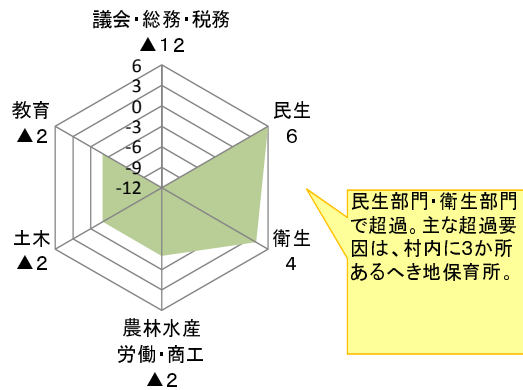 議会・総務・税務
▲12
6
3
0
-3
-6
-9
-12
民生
6
衛生
4
農林水産
労働・商工
▲2
土木
▲2
教育
▲2
民生部門・衛生部門
で超過。主な超過要
因は、村内に3か所
あるへき地保育所。